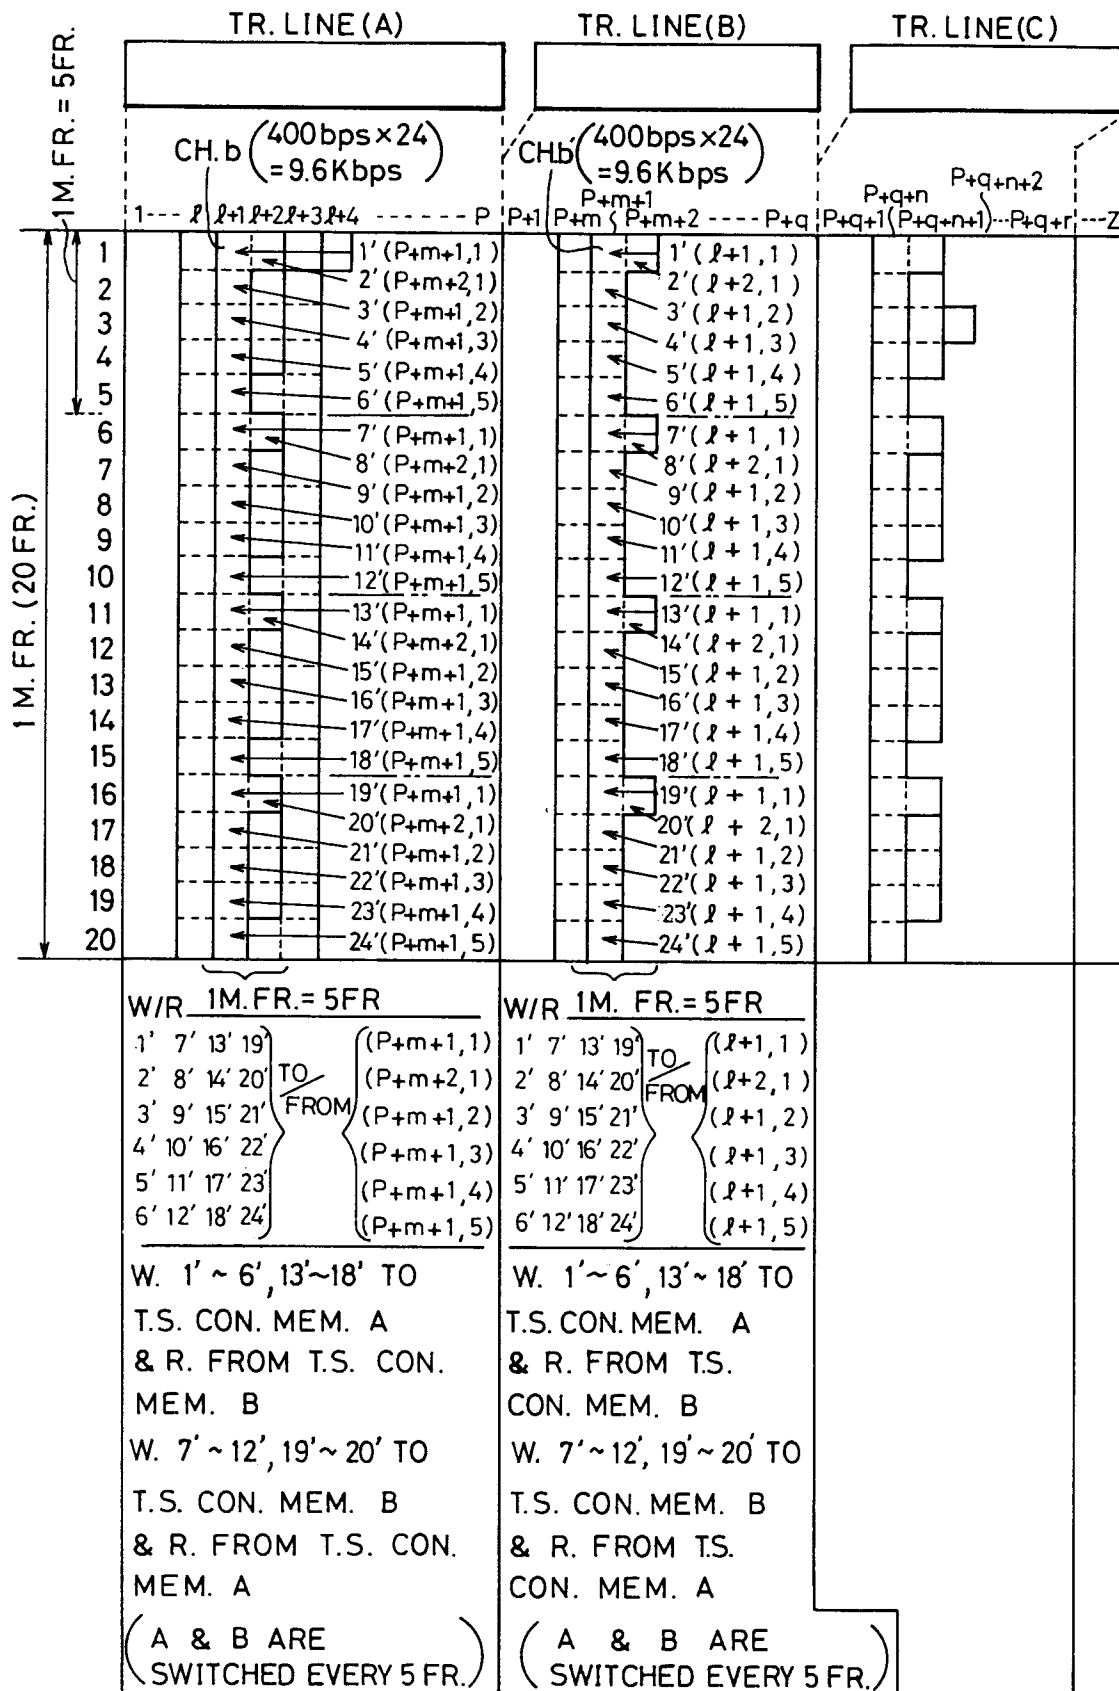 TR. LINE (A) TR. LINE (B) TR. LINE (C)
1M. FR. = 5FR.
CH. b (400bps×24 = 9.6Kbps)
CH.b' (400bps×24 = 9.6Kbps)
P+m+1 P+q+n P+q+n+2
1--- ℓ ℓ+1 ℓ+2 ℓ+3 ℓ+4 ------- P P+1 P+m P+m+2 ----- P+q P+q+1 P+q+n+1 ---P+q+r ---Z
1 M. FR. (20 FR.)
1 1' (P+m+1,1) 1' (ℓ+1, 1)
2' (P+m+2,1) 2' (ℓ+2, 1)
2 3' (P+m+1,2) 3' (ℓ+1, 2)
3 4' (P+m+1,3) 4' (ℓ+1, 3)
4 5' (P+m+1,4) 5' (ℓ+1, 4)
5 6' (P+m+1,5) 6' (ℓ+1, 5)
6 7' (P+m+1,1) 7' (ℓ+1, 1)
8' (P+m+2,1) 8' (ℓ+2, 1)
7 9' (P+m+1,2) 9' (ℓ+1, 2)
8 10' (P+m+1,3) 10' (ℓ+1, 3)
9 11' (P+m+1,4) 11' (ℓ+1, 4)
10 12' (P+m+1,5) 12' (ℓ+1, 5)
11 13' (P+m+1,1) 13' (ℓ+1, 1)
14' (P+m+2,1) 14' (ℓ+2, 1)
12 15' (P+m+1,2) 15' (ℓ+1, 2)
13 16' (P+m+1,3) 16' (ℓ+1, 3)
14 17' (P+m+1,4) 17' (ℓ+1, 4)
15 18' (P+m+1,5) 18' (ℓ+1, 5)
16 19' (P+m+1,1) 19' (ℓ+1, 1)
20' (P+m+2,1) 20' (ℓ+2, 1)
17 21' (P+m+1,2) 21' (ℓ+1, 2)
18 22' (P+m+1,3) 22' (ℓ+1, 3)
19 23' (P+m+1,4) 23' (ℓ+1, 4)
20 24' (P+m+1,5) 24' (ℓ+1, 5)
W/R 1M. FR. = 5FR
1' 7' 13' 19' (P+m+1,1)
2' 8' 14' 20' TO (P+m+2,1)
3' 9' 15' 21' FROM (P+m+1,2)
4' 10' 16' 22' (P+m+1,3)
5' 11' 17' 23' (P+m+1,4)
6' 12' 18' 24' (P+m+1,5)
W. 1' ~ 6', 13' ~ 18' TO
T.S. CON. MEM. A
& R. FROM T.S. CON.
MEM. B
W. 7' ~ 12', 19' ~ 20' TO
T.S. CON. MEM. B
& R. FROM T.S. CON.
MEM. A
(A & B ARE
SWITCHED EVERY 5 FR.)
W/R 1M. FR. = 5FR
1' 7' 13' 19' (ℓ+1, 1)
2' 8' 14' 20' TO (ℓ+2, 1)
3' 9' 15' 21' FROM (ℓ+1, 2)
4' 10' 16' 22' (ℓ+1, 3)
5' 11' 17' 23' (ℓ+1, 4)
6' 12' 18' 24' (ℓ+1, 5)
W. 1' ~ 6', 13' ~ 18' TO
T.S. CON. MEM. A
& R. FROM T.S.
CON. MEM. B
W. 7' ~ 12', 19' ~ 20' TO
T.S. CON. MEM. B
& R. FROM T.S.
CON. MEM. A
(A & B ARE
SWITCHED EVERY 5 FR.)